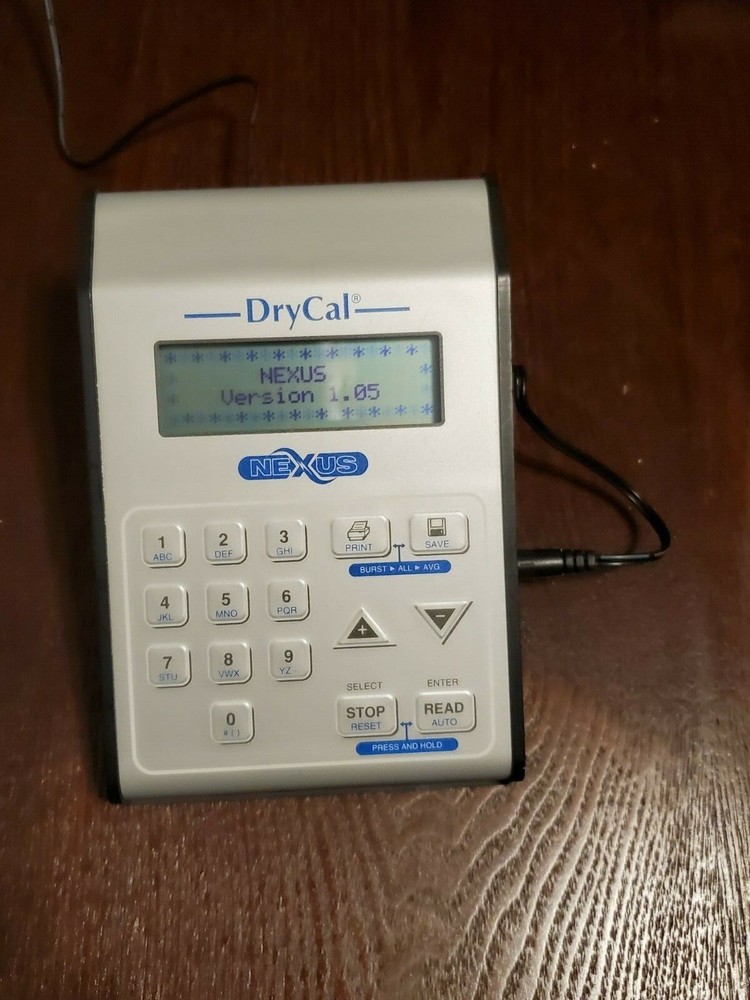 DryCal®
* * * * * * * * * *
* NEXUS *
* Version 1.05 *
* * * * * * * * * *
NEXUS
1 2 3
ABC DEF GHI
PRINT SAVE
BURST ► ALL ► AVG
4 5 6
JKL MNO PQR
+ −
7 8 9
STU VWX YZ
SELECT ENTER
0
# ( )
STOP READ
RESET AUTO
PRESS AND HOLD